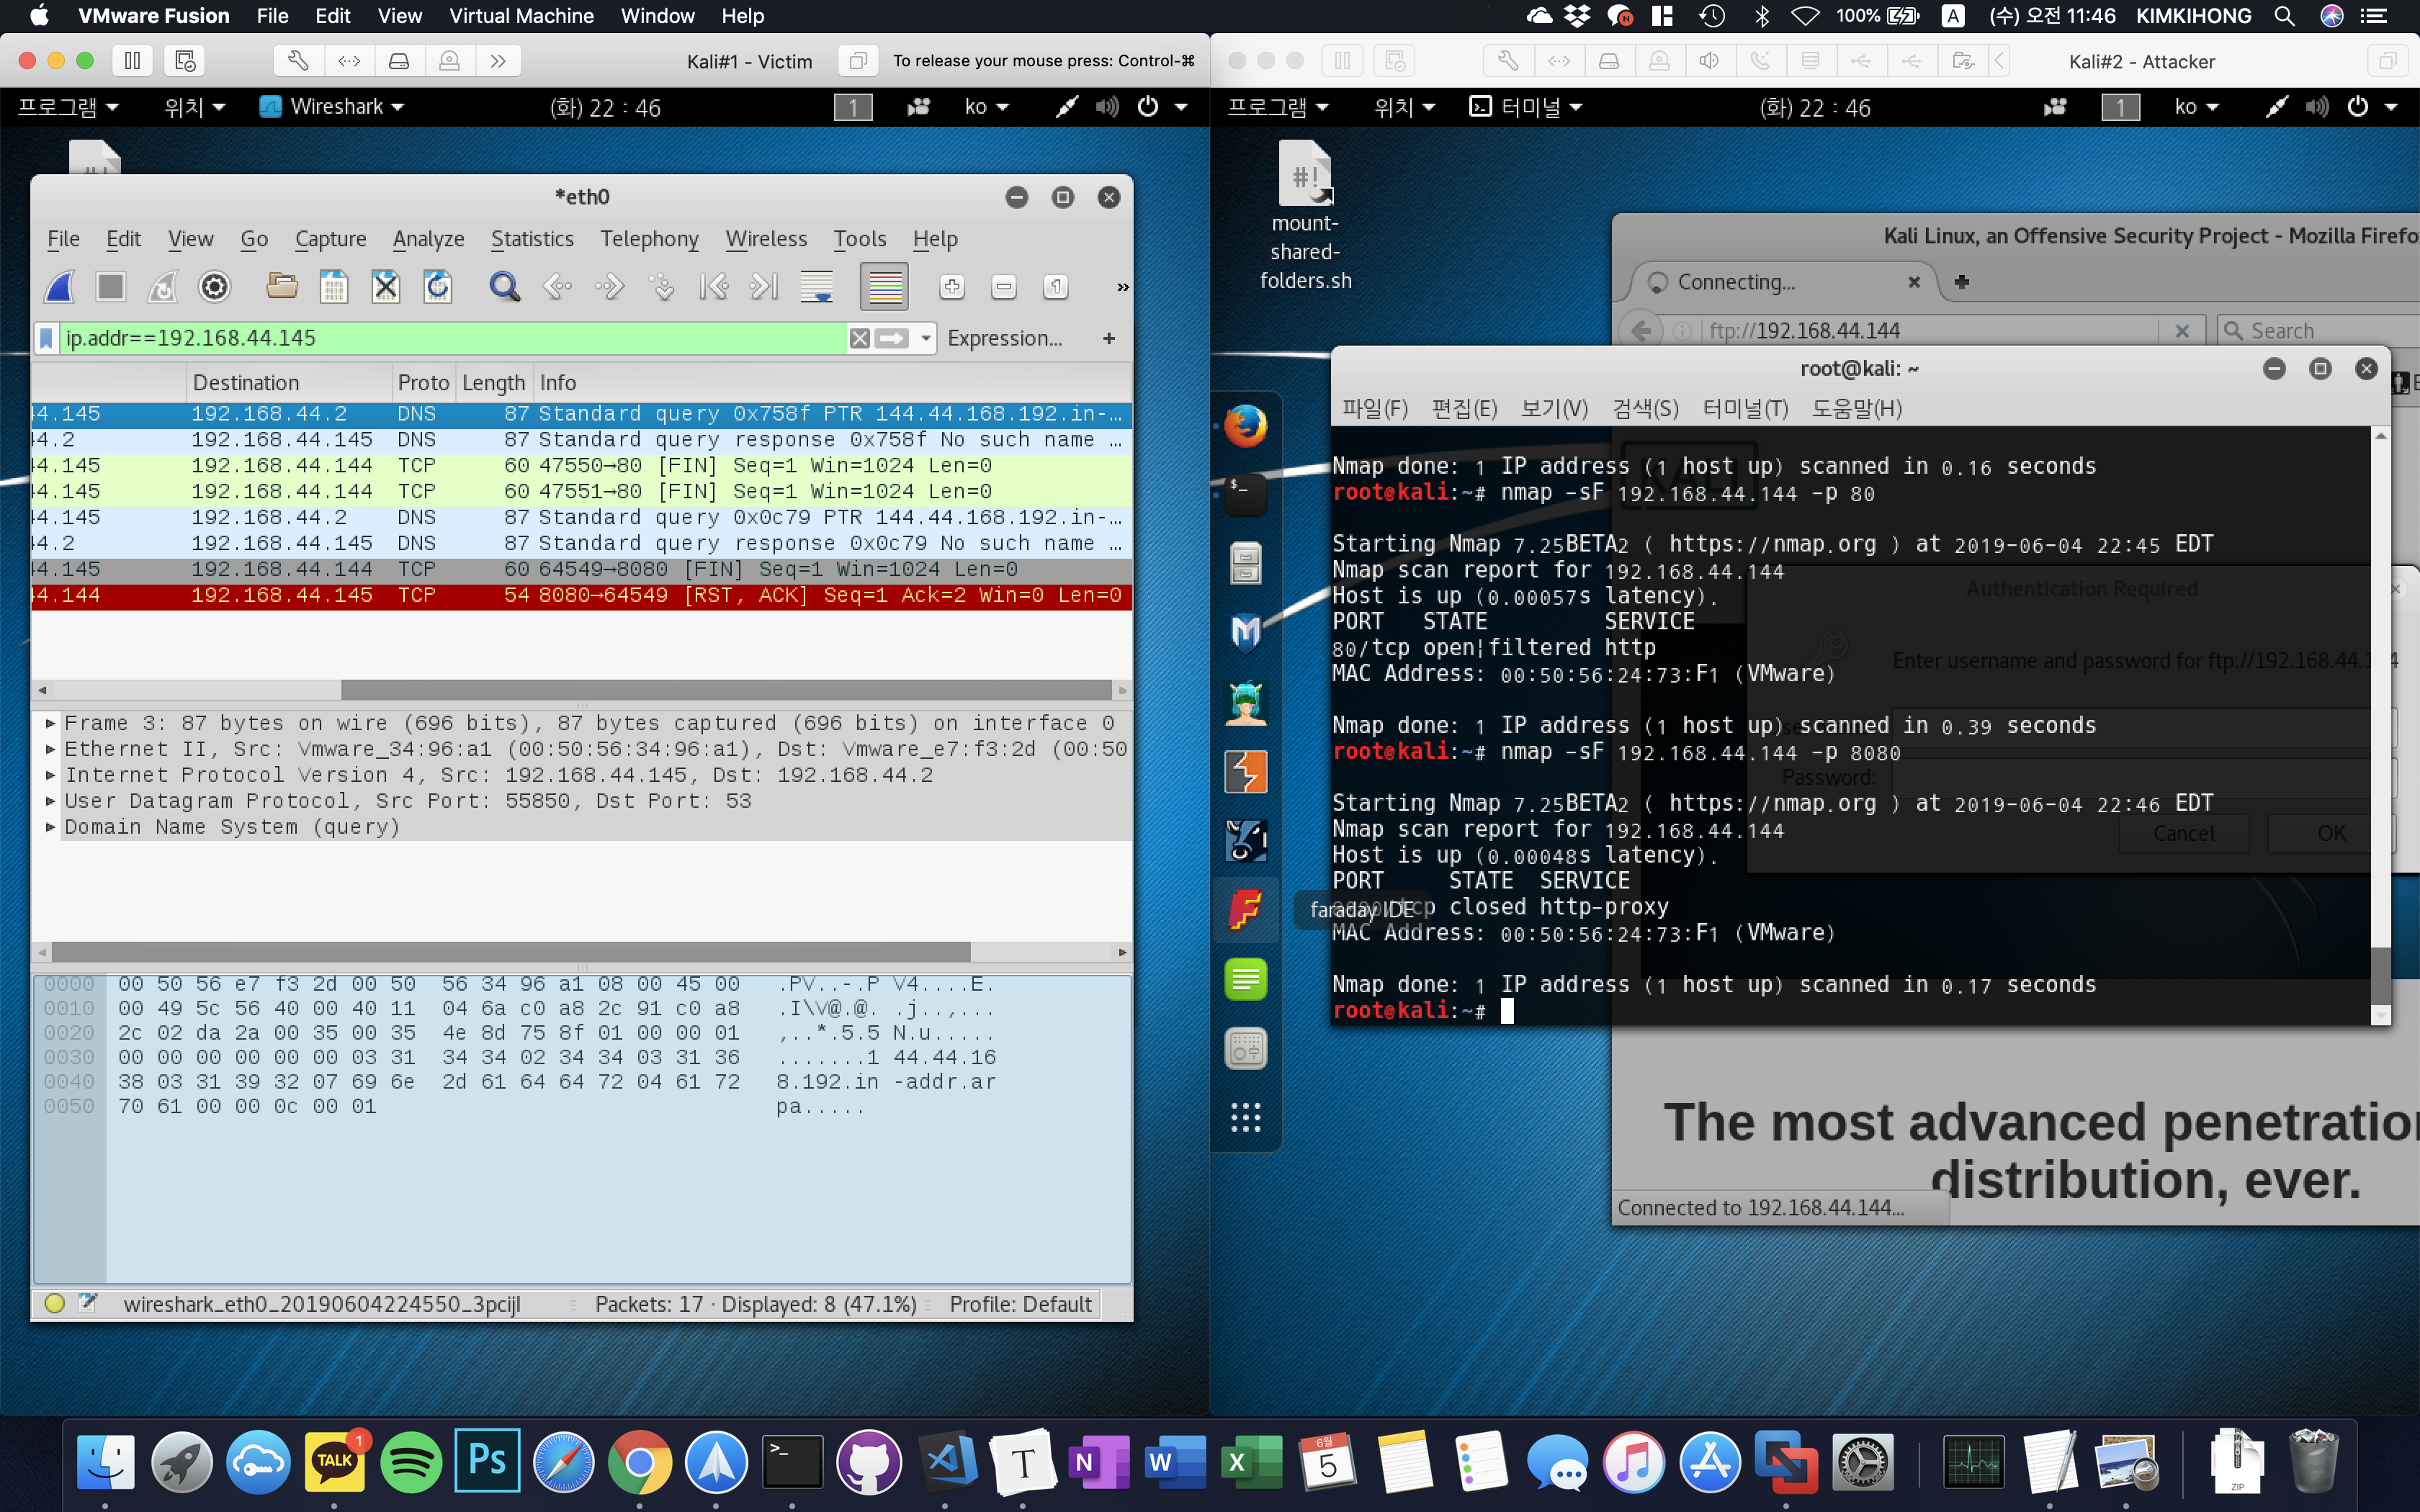 VMware Fusion File Edit View Virtual Machine Window Help
100% A (수) 오전 11:46 KIMKIHONG
Kali#1 - Victim To release your mouse press: Control-⌘
프로그램 위치 Wireshark (화) 22 : 46 1 ko
*eth0
File Edit View Go Capture Analyze Statistics Telephony Wireless Tools Help
ip.addr==192.168.44.145 Expression... +
Destination Proto Length Info
44.145 192.168.44.2 DNS 87 Standard query 0x758f PTR 144.44.168.192.in-…
44.2 192.168.44.145 DNS 87 Standard query response 0x758f No such name …
44.145 192.168.44.144 TCP 60 47550→80 [FIN] Seq=1 Win=1024 Len=0
44.145 192.168.44.144 TCP 60 47551→80 [FIN] Seq=1 Win=1024 Len=0
44.145 192.168.44.2 DNS 87 Standard query 0x0c79 PTR 144.44.168.192.in-…
44.2 192.168.44.145 DNS 87 Standard query response 0x0c79 No such name …
44.145 192.168.44.144 TCP 60 64549→8080 [FIN] Seq=1 Win=1024 Len=0
44.144 192.168.44.145 TCP 54 8080→64549 [RST, ACK] Seq=1 Ack=2 Win=0 Len=0
Frame 3: 87 bytes on wire (696 bits), 87 bytes captured (696 bits) on interface 0
Ethernet II, Src: Vmware_34:96:a1 (00:50:56:34:96:a1), Dst: Vmware_e7:f3:2d (00:50
Internet Protocol Version 4, Src: 192.168.44.145, Dst: 192.168.44.2
User Datagram Protocol, Src Port: 55850, Dst Port: 53
Domain Name System (query)
0000 00 50 56 e7 f3 2d 00 50 56 34 96 a1 08 00 45 00 .PV..-.P V4....E.
0010 00 49 5c 56 40 00 40 11 04 6a c0 a8 2c 91 c0 a8 .I\V@.@. .j..,...
0020 2c 02 da 2a 00 35 00 35 4e 8d 75 8f 01 00 00 01 ,..*.5.5 N.u.....
0030 00 00 00 00 00 00 03 31 34 34 02 34 34 03 31 36 .......1 44.44.16
0040 38 03 31 39 32 07 69 6e 2d 61 64 64 72 04 61 72 8.192.in -addr.ar
0050 70 61 00 00 0c 00 01 pa.....
wireshark_eth0_20190604224550_3pcijl Packets: 17 · Displayed: 8 (47.1%) Profile: Default
Kali#2 - Attacker
프로그램 위치 터미널 (화) 22 : 46 1 ko
#!
mount-
shared-
folders.sh
Kali Linux, an Offensive Security Project - Mozilla Firefo
Connecting...
ftp://192.168.44.144 Search
root@kali: ~
파일(F) 편집(E) 보기(V) 검색(S) 터미널(T) 도움말(H)
Nmap done: 1 IP address (1 host up) scanned in 0.16 seconds
root@kali:~# nmap -sF 192.168.44.144 -p 80
Starting Nmap 7.25BETA2 ( https://nmap.org ) at 2019-06-04 22:45 EDT
Nmap scan report for 192.168.44.144
Host is up (0.00057s latency).
PORT STATE SERVICE
80/tcp open|filtered http
MAC Address: 00:50:56:24:73:F1 (VMware)
Nmap done: 1 IP address (1 host up) scanned in 0.39 seconds
root@kali:~# nmap -sF 192.168.44.144 -p 8080
Starting Nmap 7.25BETA2 ( https://nmap.org ) at 2019-06-04 22:46 EDT
Nmap scan report for 192.168.44.144
Host is up (0.00048s latency).
PORT STATE SERVICE
closed http-proxy
MAC Address: 00:50:56:24:73:F1 (VMware)
Nmap done: 1 IP address (1 host up) scanned in 0.17 seconds
root@kali:~#
faraday IDE
Authentication Required
Enter username and password for ftp://192.168.44.1
Password:
Cancel OK
The most advanced penetration
distribution, ever.
Connected to 192.168.44.144...
TALK 1 Ps T N W X 6월 5 ZIP